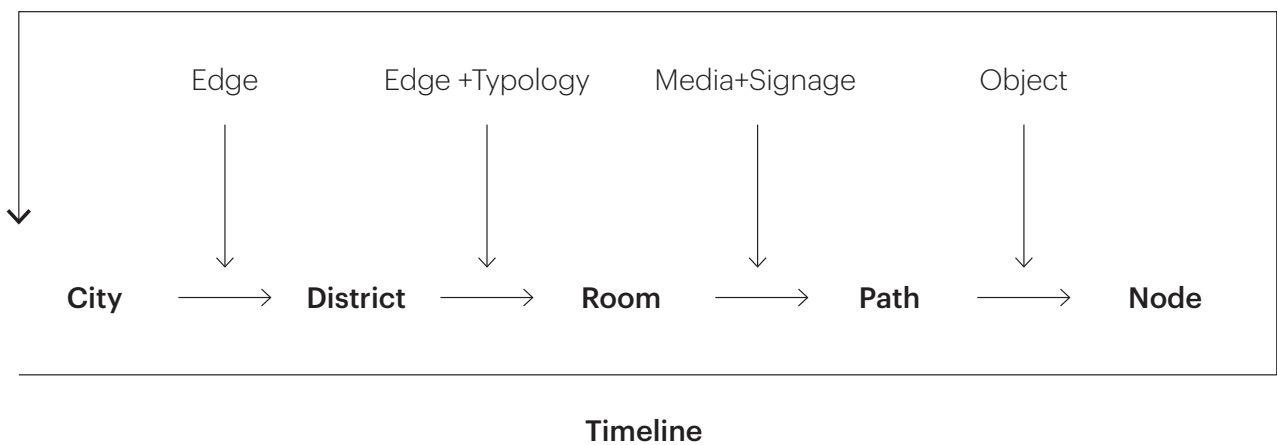 Edge Edge +Typology Media+Signage Object
City District Room Path Node
Timeline